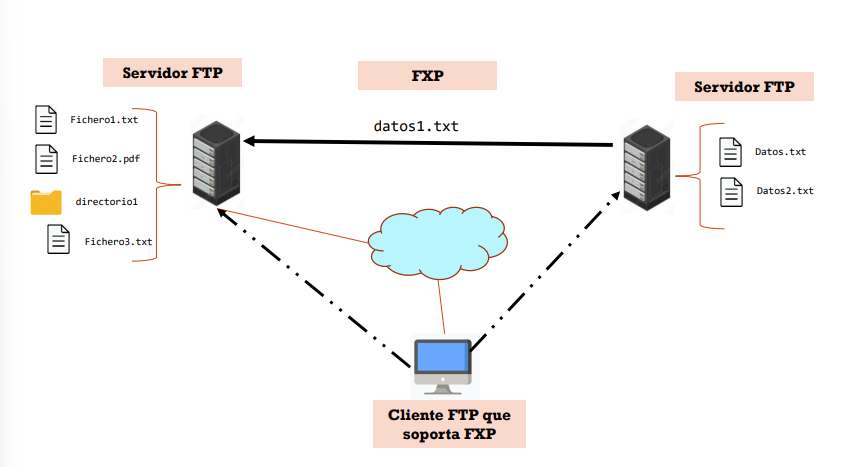 Servidor FTP
FXP
Servidor FTP
datos1.txt
Fichero1.txt
Fichero2.pdf
directorio1
Fichero3.txt
Datos.txt
Datos2.txt
Cliente FTP que
soporta FXP